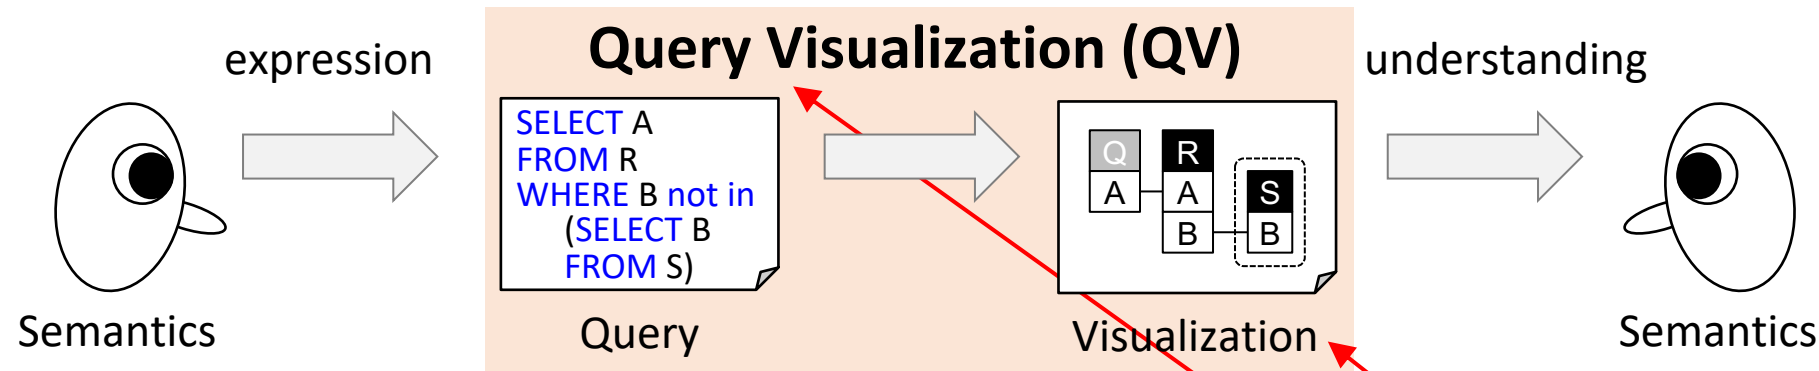 expression
Query Visualization (QV)
understanding
SELECT A
FROM R
WHERE B not in
(SELECT B
FROM S)
Q R
A A S
B B
Semantics
Query
Visualization
Semantics